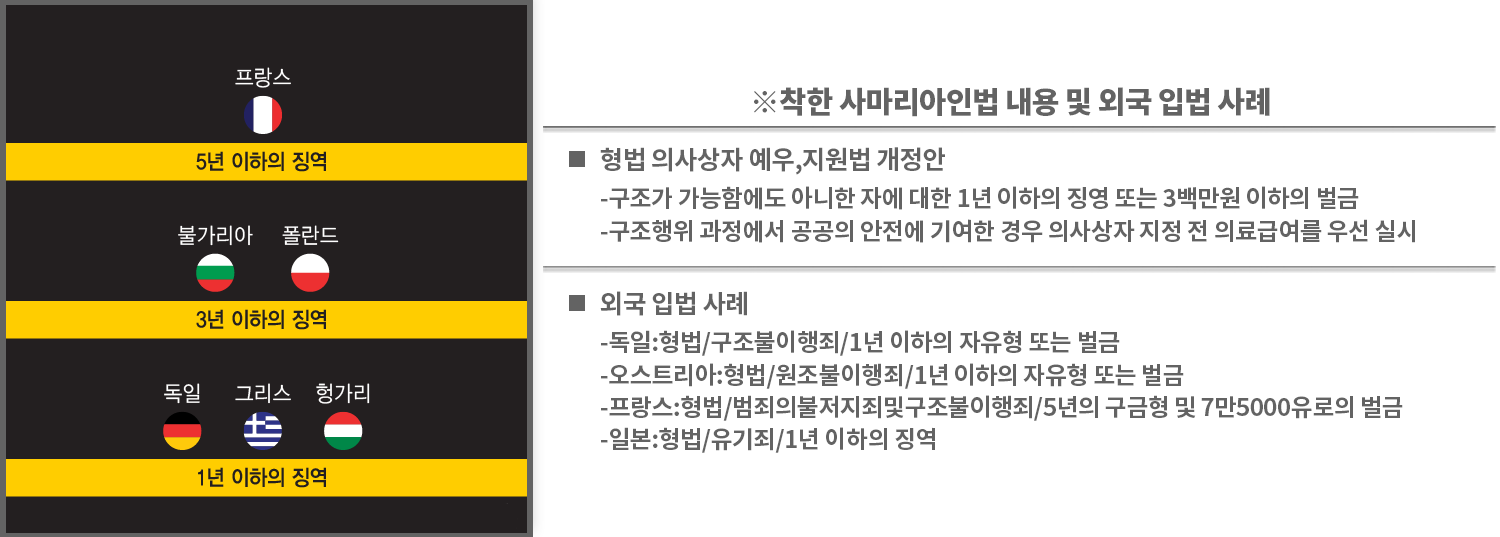 프랑스
5년 이하의 징역
불가리아 폴란드
3년 이하의 징역
독일 그리스 헝가리
1년 이하의 징역
※착한 사마리아인법 내용 및 외국 입법 사례
■ 형법 의사상자 예우,지원법 개정안
-구조가 가능함에도 아니한 자에 대한 1년 이하의 징영 또는 3백만원 이하의 벌금
-구조행위 과정에서 공공의 안전에 기여한 경우 의사상자 지정 전 의료급여를 우선 실시
■ 외국 입법 사례
-독일:형법/구조불이행죄/1년 이하의 자유형 또는 벌금
-오스트리아:형법/원조불이행죄/1년 이하의 자유형 또는 벌금
-프랑스:형법/범죄의불저지죄및구조불이행죄/5년의 구금형 및 7만5000유로의 벌금
-일본:형법/유기죄/1년 이하의 징역